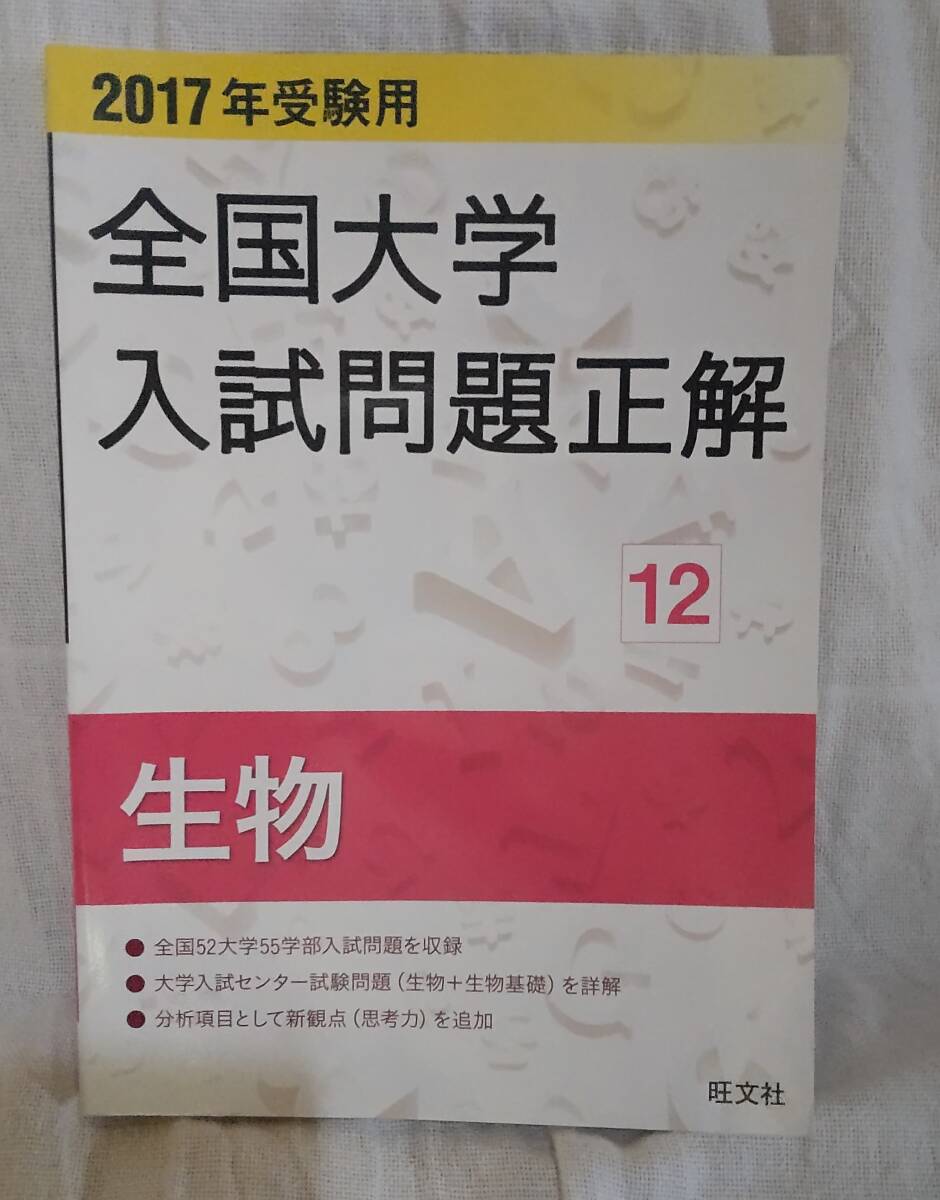 2017年受験用
全国大学
入試問題正解
12
生物
● 全国52大学55学部入試問題を収録
● 大学入試センター試験問題(生物+生物基礎)を詳解
● 分析項目として新観点(思考力)を追加
旺文社